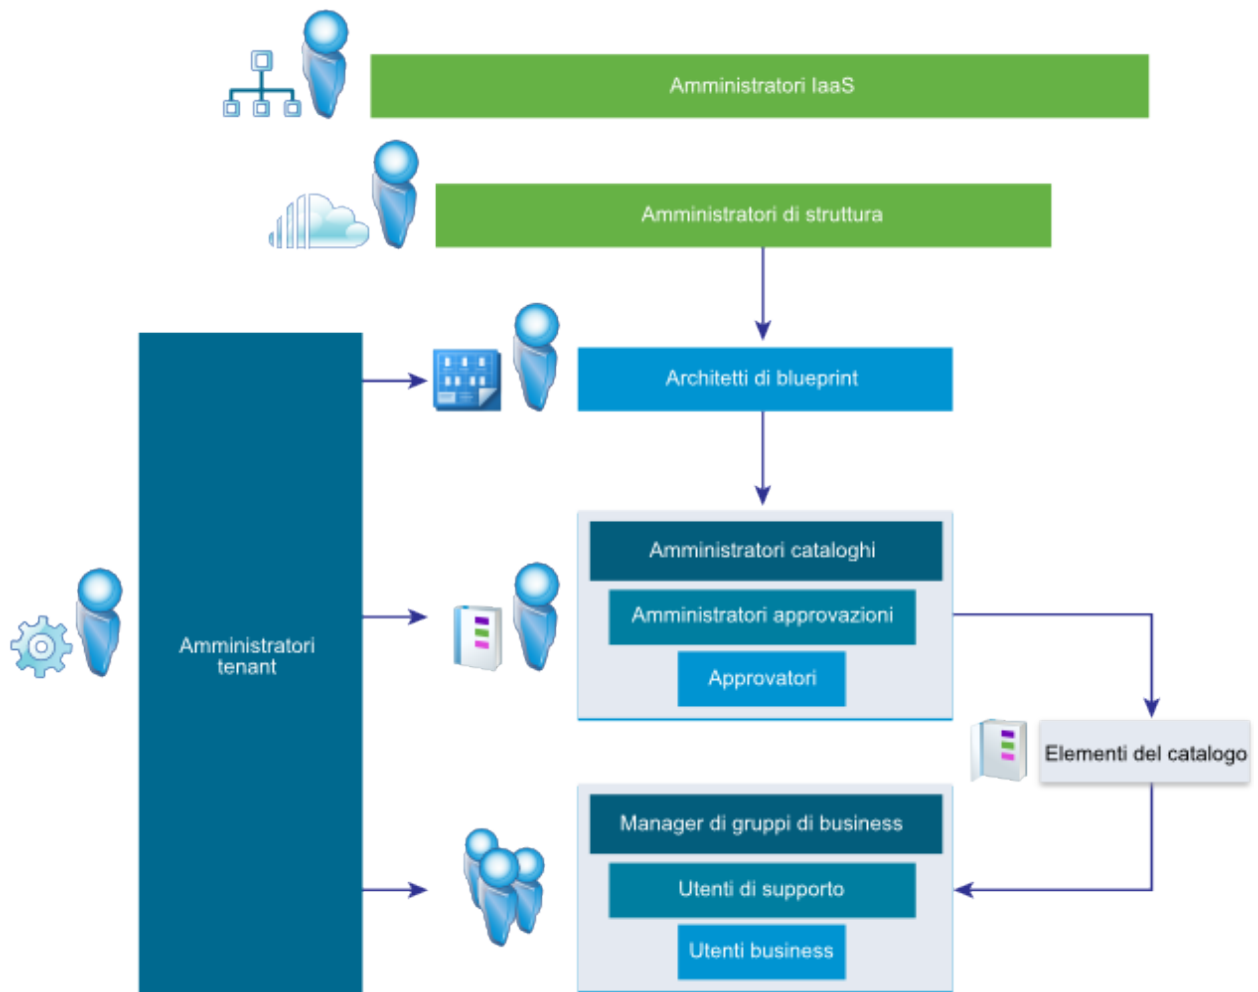 Amministratori IaaS
Amministratori di struttura
Architetti di blueprint
Amministratori cataloghi
Amministratori approvazioni
Approvatori
Amministratori
tenant
Elementi del catalogo
Manager di gruppi di business
Utenti di supporto
Utenti business